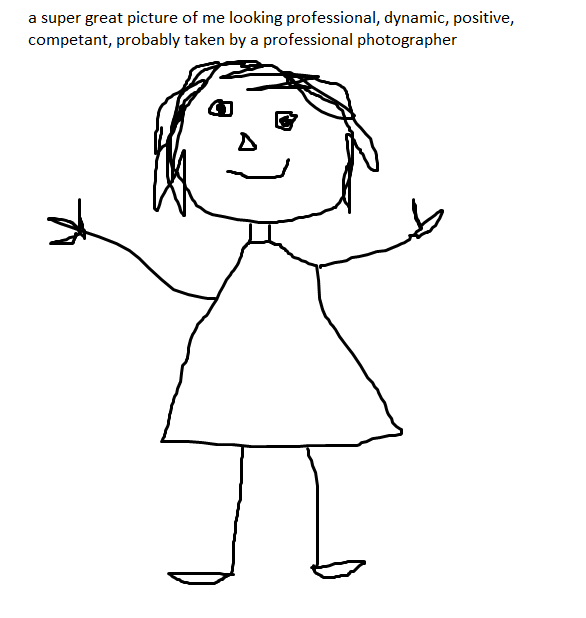 a super great picture of me looking professional, dynamic, positive,
competant, probably taken by a professional photographer